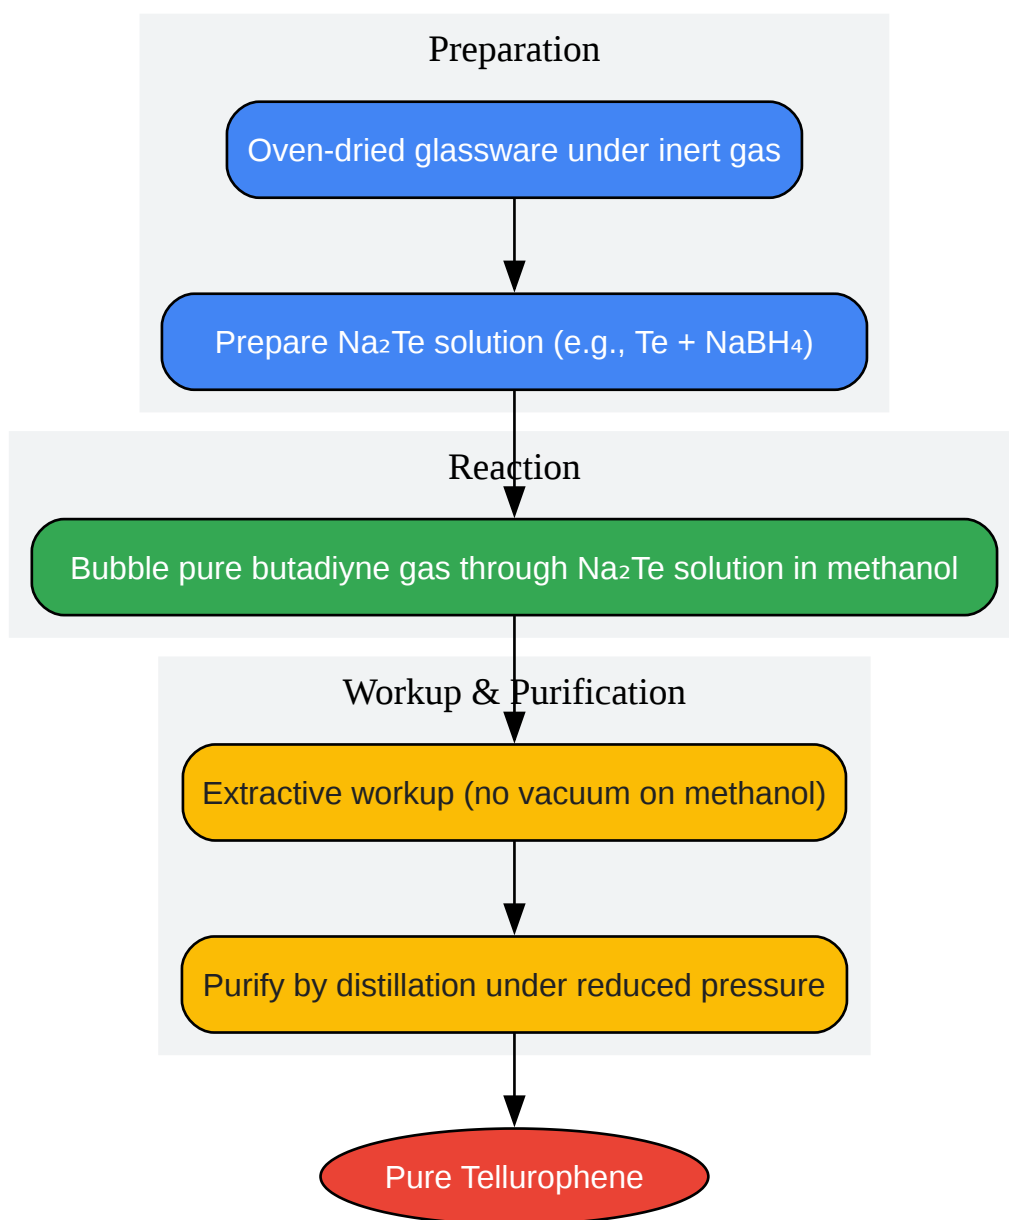 Preparation
Oven-dried glassware under inert gas
Prepare Na₂Te solution (e.g., Te + NaBH₄)
Reaction
Bubble pure butadiyne gas through Na₂Te solution in methanol
Workup & Purification
Extractive workup (no vacuum on methanol)
Purify by distillation under reduced pressure
Pure Tellurophene